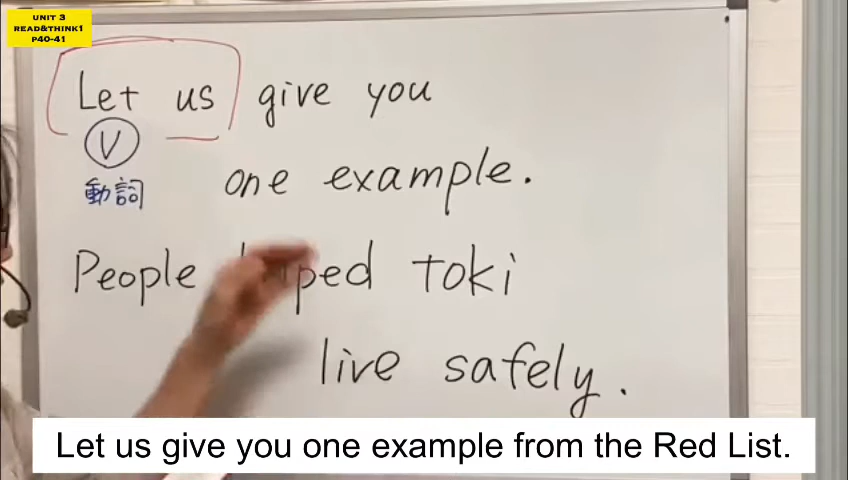 UNIT 3
READ&THINK1
P40-41
Let us give you
V
動詞 one example.
People toki
live safely.
Let us give you one example from the Red List.